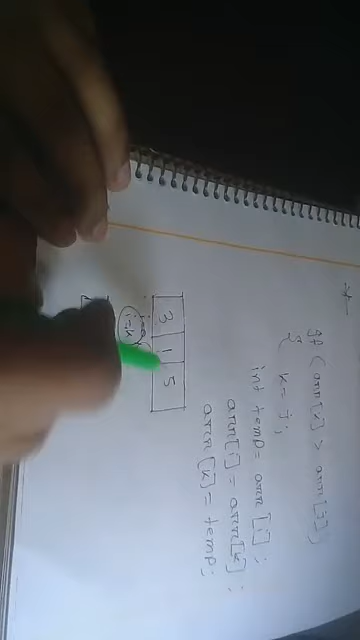 if (arr[k] > arr[j])
{
k = j;
int temp = arr[i];
arr[i] = arr[k];
arr[k] = temp;
3 1 5
i=k